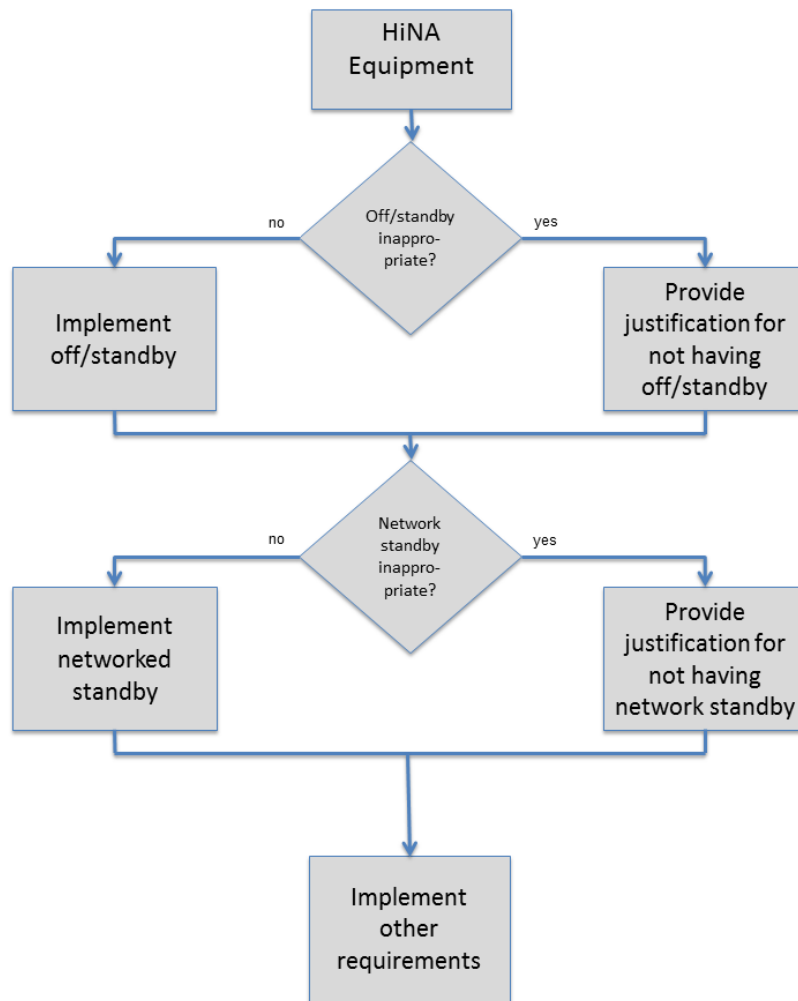 HiNA
Equipment
Off/standby
inappro-
priate?
no
yes
Implement
off/standby
Provide
justification for
not having
off/standby
Network
standby
inappro-
priate?
no
yes
Implement
networked
standby
Provide
justification for
not having
network standby
Implement
other
requirements